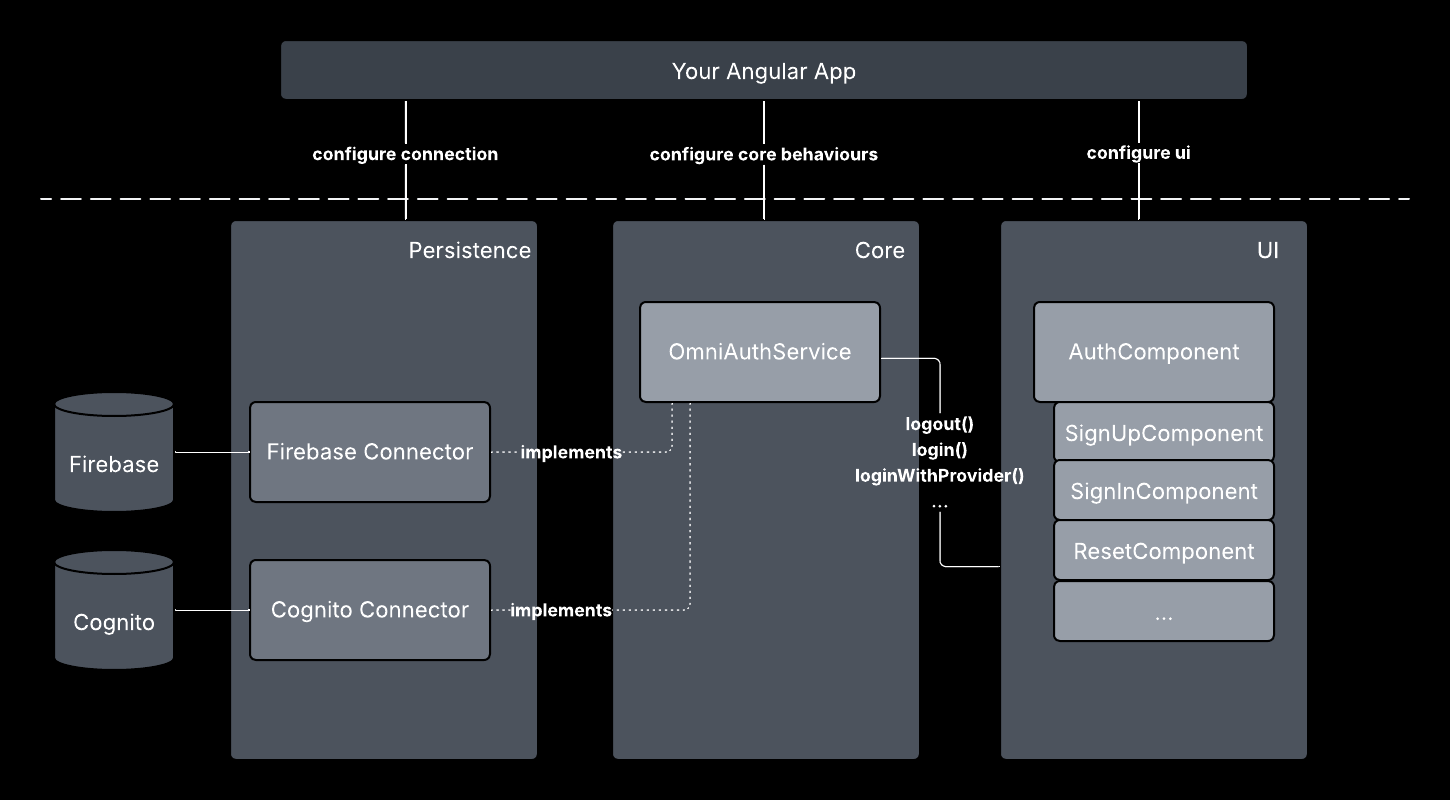 Your Angular App
configure connection
configure core behaviours
configure ui
Persistence
Core
UI
OmniAuthService
AuthComponent
Firebase
Firebase Connector
implements
logout()
login()
loginWithProvider()
...
SignUpComponent
SignInComponent
ResetComponent
...
Cognito
Cognito Connector
implements